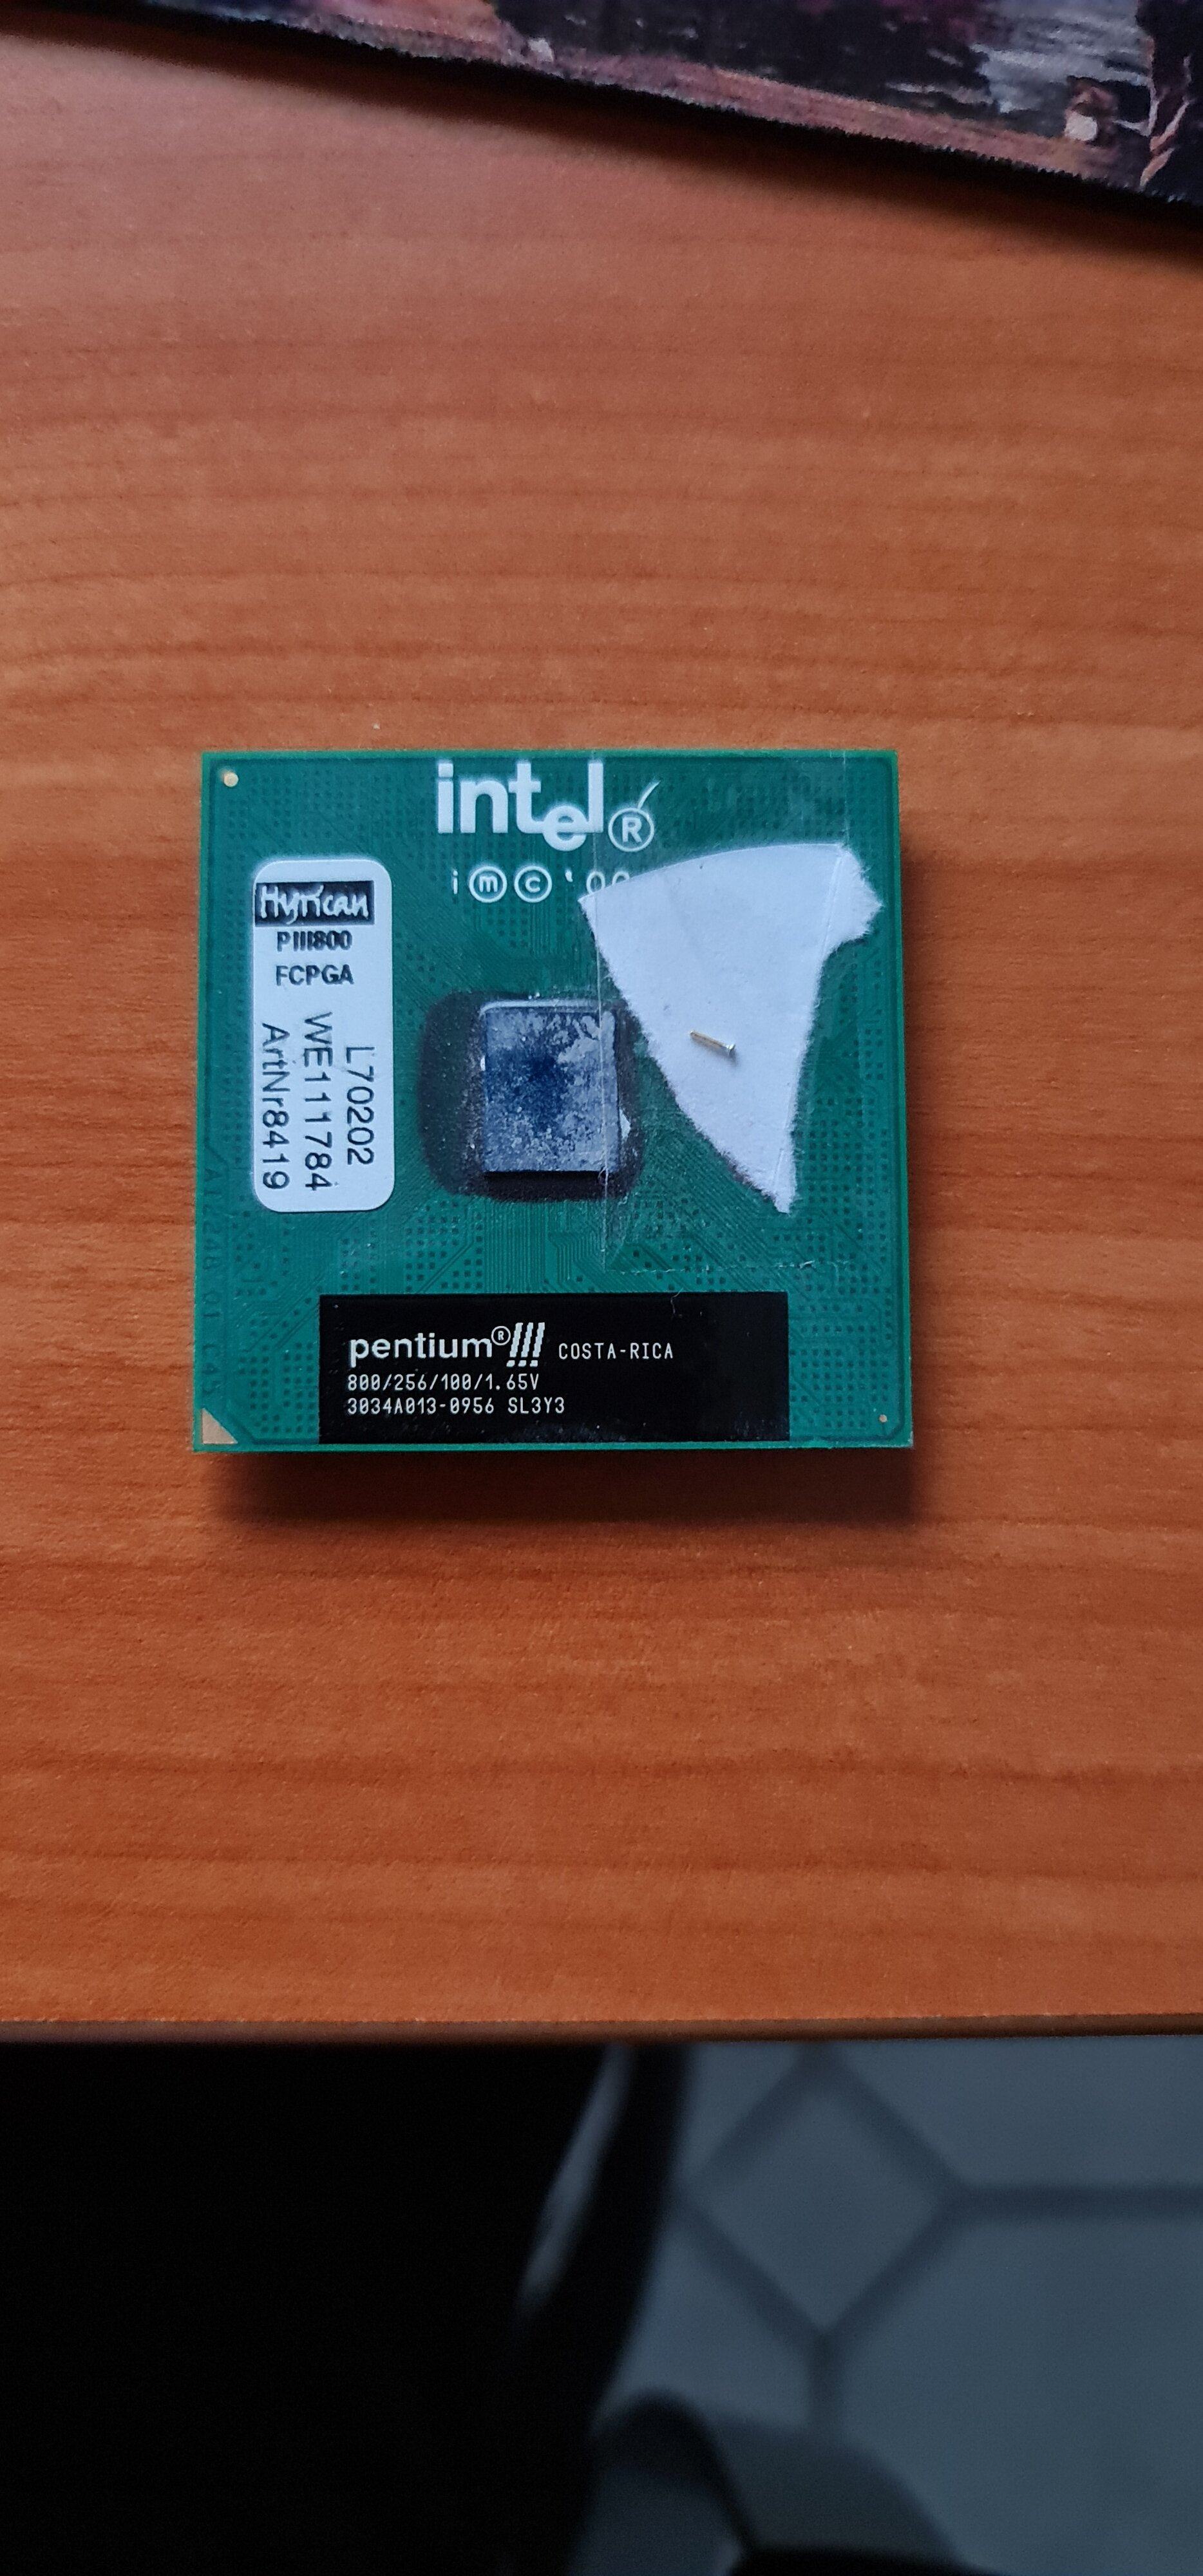 intel®
i m c '00
Hyrican
PIII800
FCPGA
L70202
WE111784
ArtNr8419
pentium®!!! COSTA-RICA
800/256/100/1.65V
3034A013-0956 SL3Y3